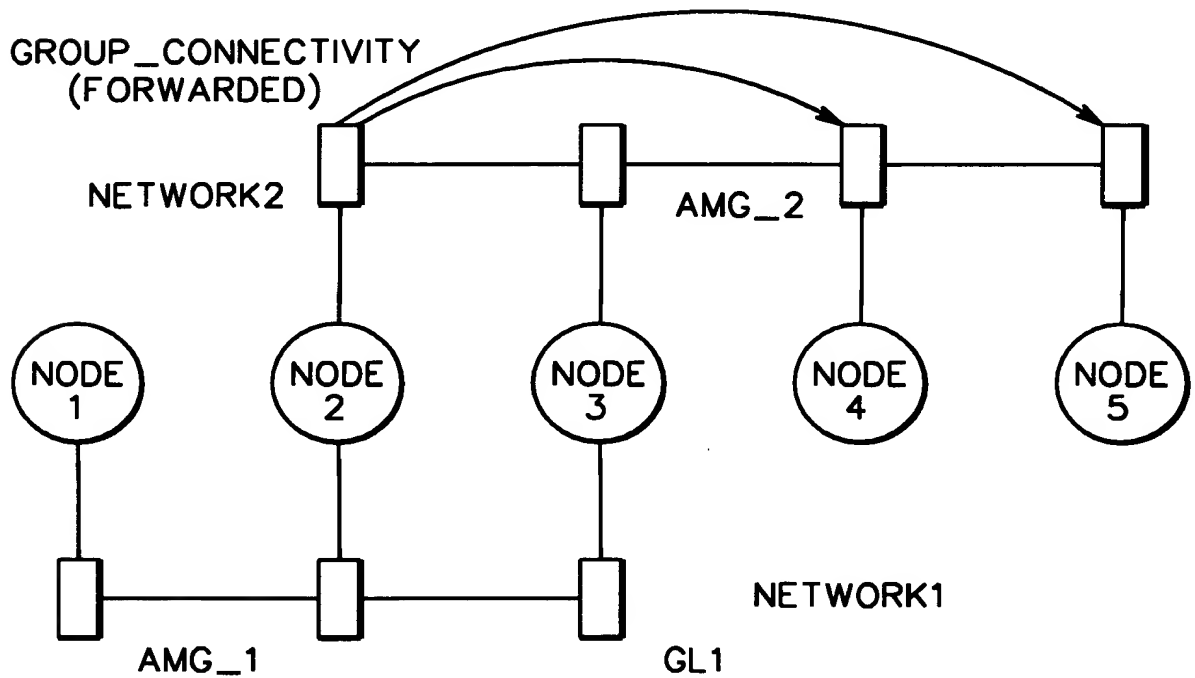 GROUP_CONNECTIVITY
(FORWARDED)
NETWORK2
AMG_2
NODE
1
NODE
2
NODE
3
NODE
4
NODE
5
NETWORK1
AMG_1
GL1